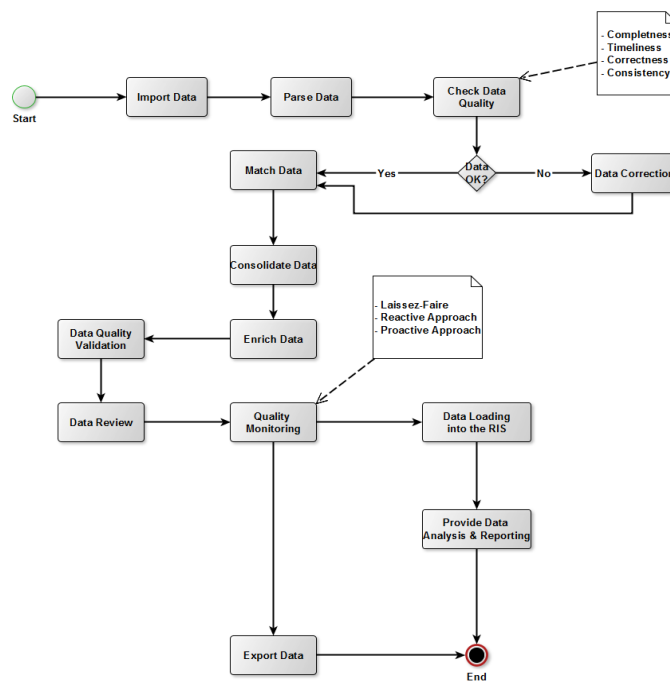 - Completness
- Timeliness
- Correctness
- Consistency
Start
Import Data
Parse Data
Check Data
Quality
Match Data
Yes
Data
OK?
No
Data Correction
Consolidate Data
- Laissez-Faire
- Reactive Approach
- Proactive Approach
Data Quality
Validation
Enrich Data
Data Review
Quality
Monitoring
Data Loading
into the RIS
Provide Data
Analysis & Reporting
Export Data
End